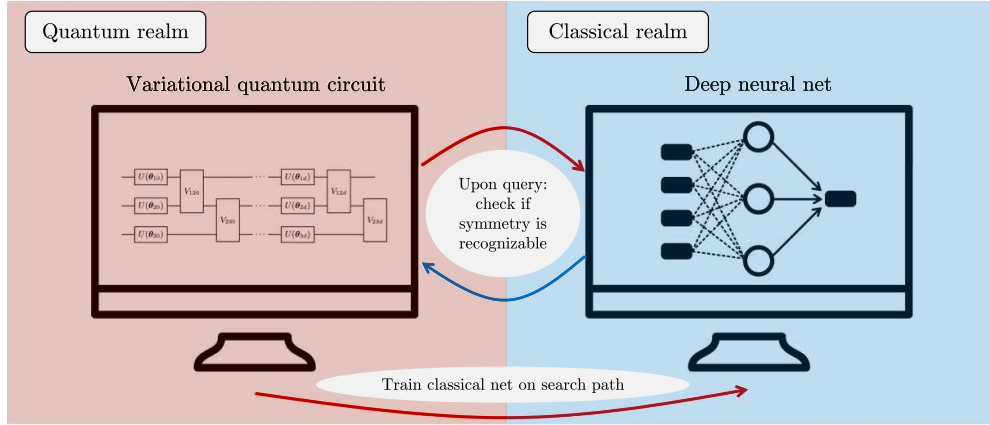 Quantum realm
Classical realm
Variational quantum circuit
Deep neural net
U(θ₁₀)
V₁₂₀
U(θ₁d)
V₁₂d
U(θ₂₀)
V₂₃₀
U(θ₂d)
V₂₃d
U(θ₃₀)
U(θ₃d)
Upon query:
check if
symmetry is
recognizable
Train classical net on search path